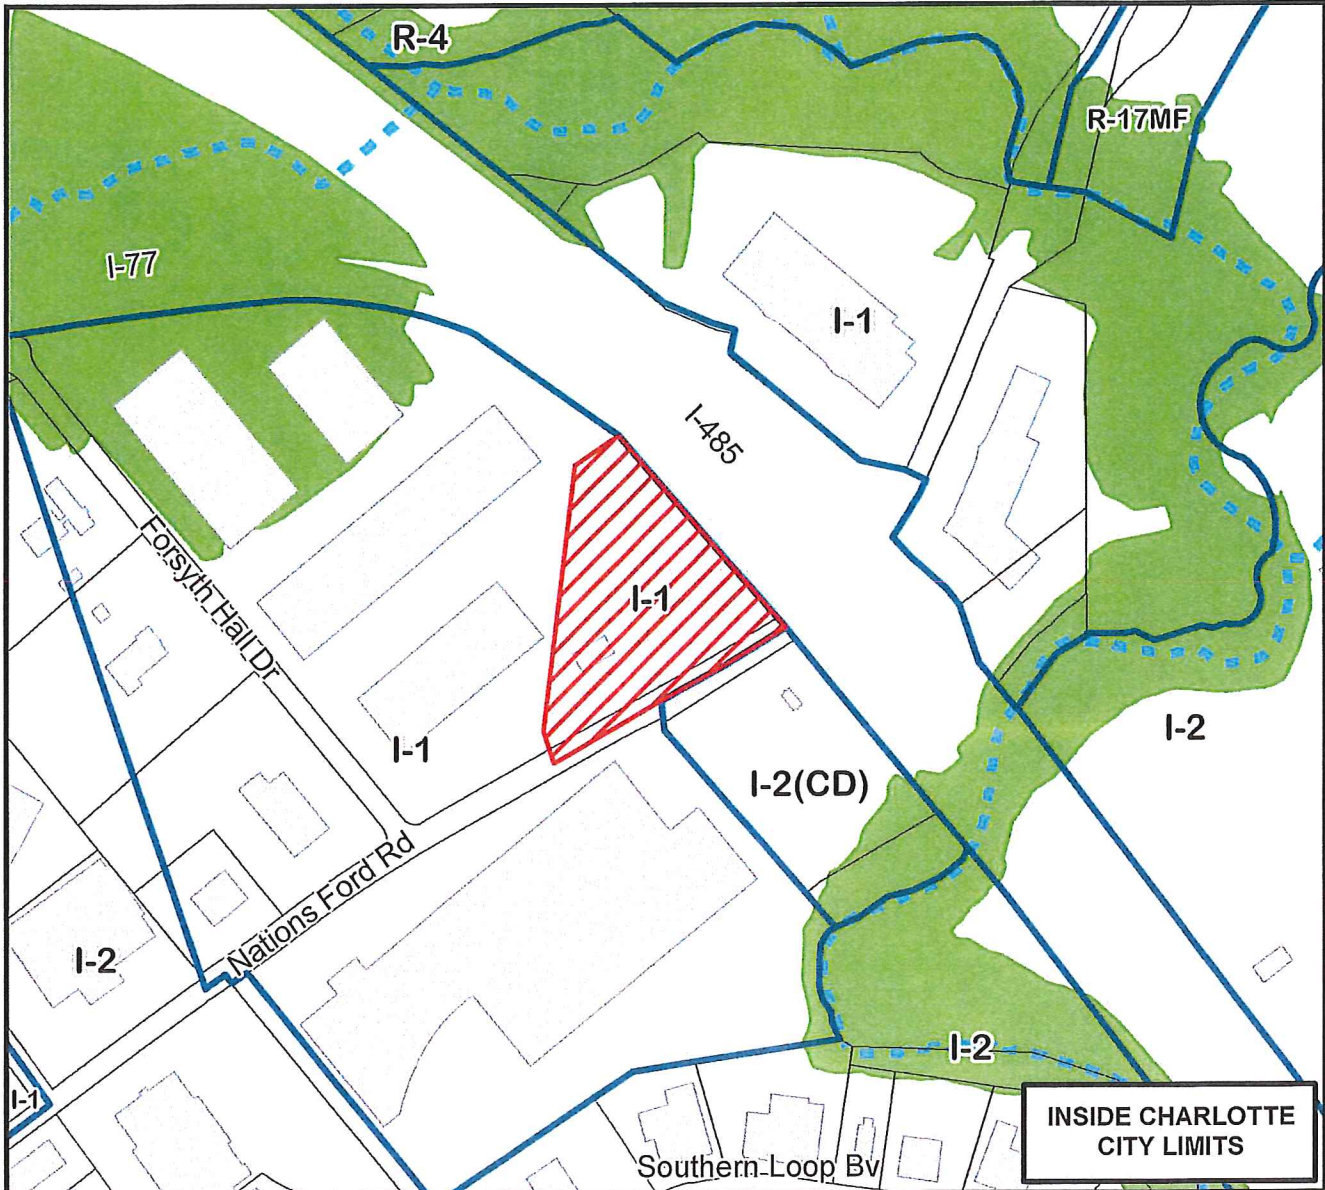 R-4
R-17MF
I-77
I-1
I-485
I-1
Forsyth Hall Dr
I-1
I-2
I-2(CD)
Nations Ford Rd
I-2
I-2
I-1
INSIDE CHARLOTTE
CITY LIMITS
Southern Loop Bv